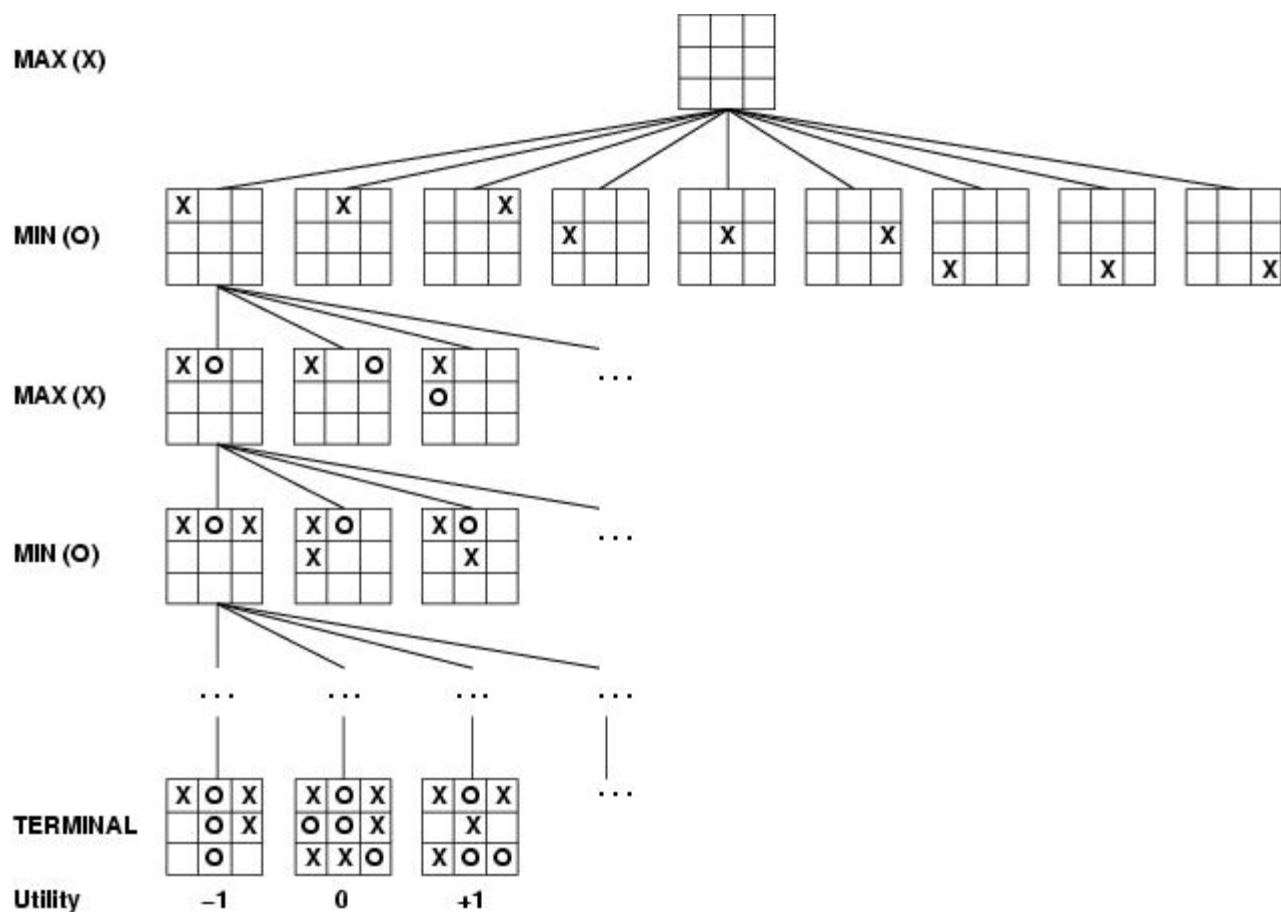 MAX (X)
X X X
MIN (O) X X X
X X X
X O X O X
MAX (X) O ...
X O X X O X O
MIN (O) X X ...
... ... ... ...
X O X X O X X O X ...
TERMINAL O X O O X X
O X X O X O O
Utility −1 0 +1